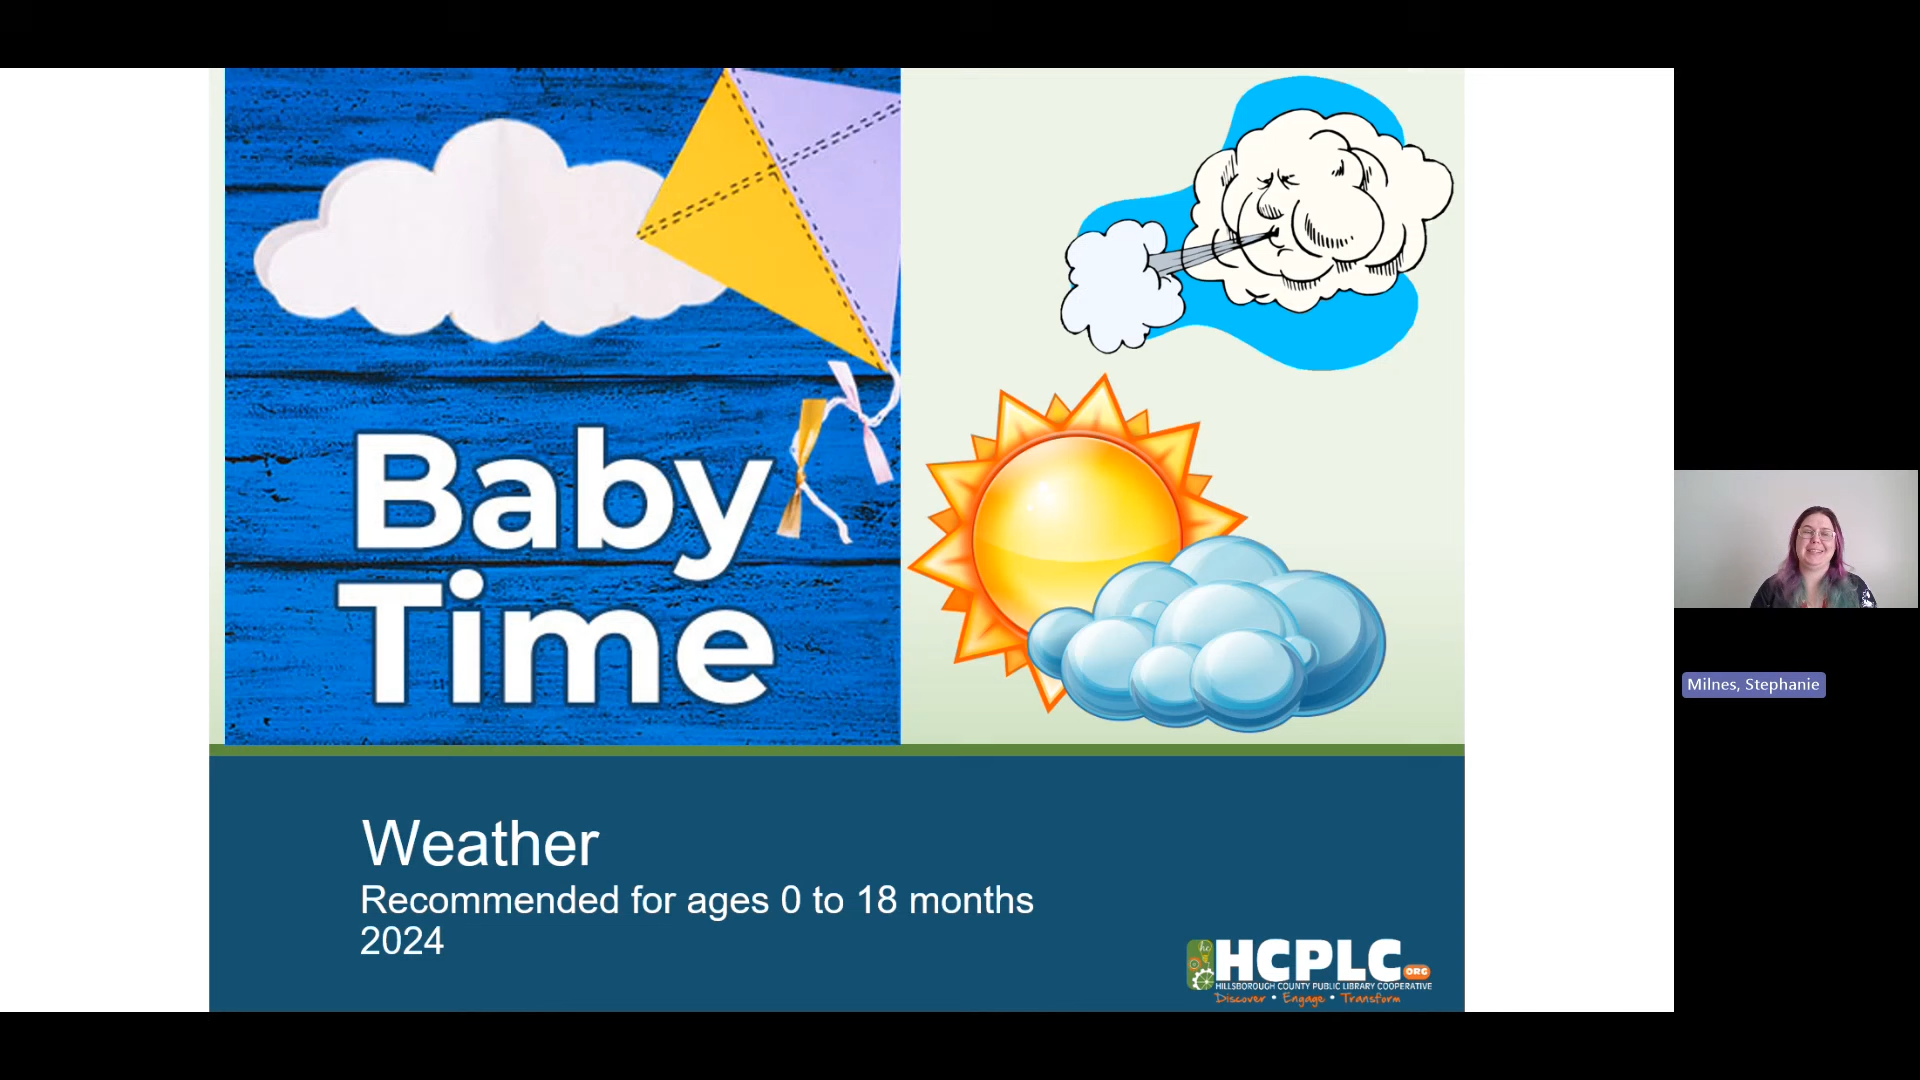 Baby
Time
Weather
Recommended for ages 0 to 18 months
2024
hc
HCPLC ORG
HILLSBOROUGH COUNTY PUBLIC LIBRARY COOPERATIVE
Discover • Engage • Transform
Milnes, Stephanie